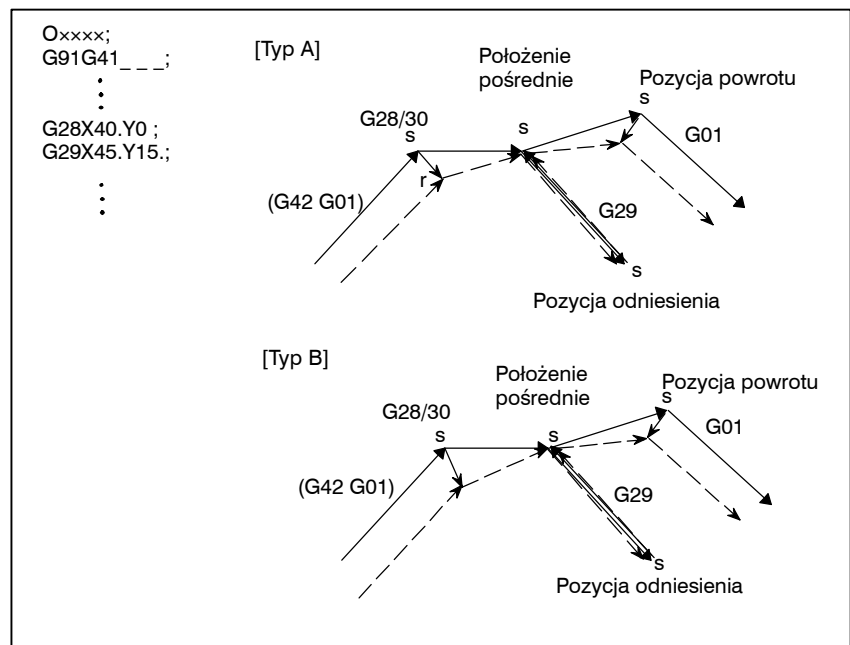 O××××;
G91G41_ _ _;
G28X40.Y0 ;
G29X45.Y15.;
[Typ A]
Położenie
pośrednie
Pozycja powrotu
s
G28/30
s
s
G01
r
(G42 G01)
G29
s
Pozycja odniesienia
[Typ B]
Położenie
pośrednie
Pozycja powrotu
s
G28/30
s
s
G01
(G42 G01)
G29
s
Pozycja odniesienia